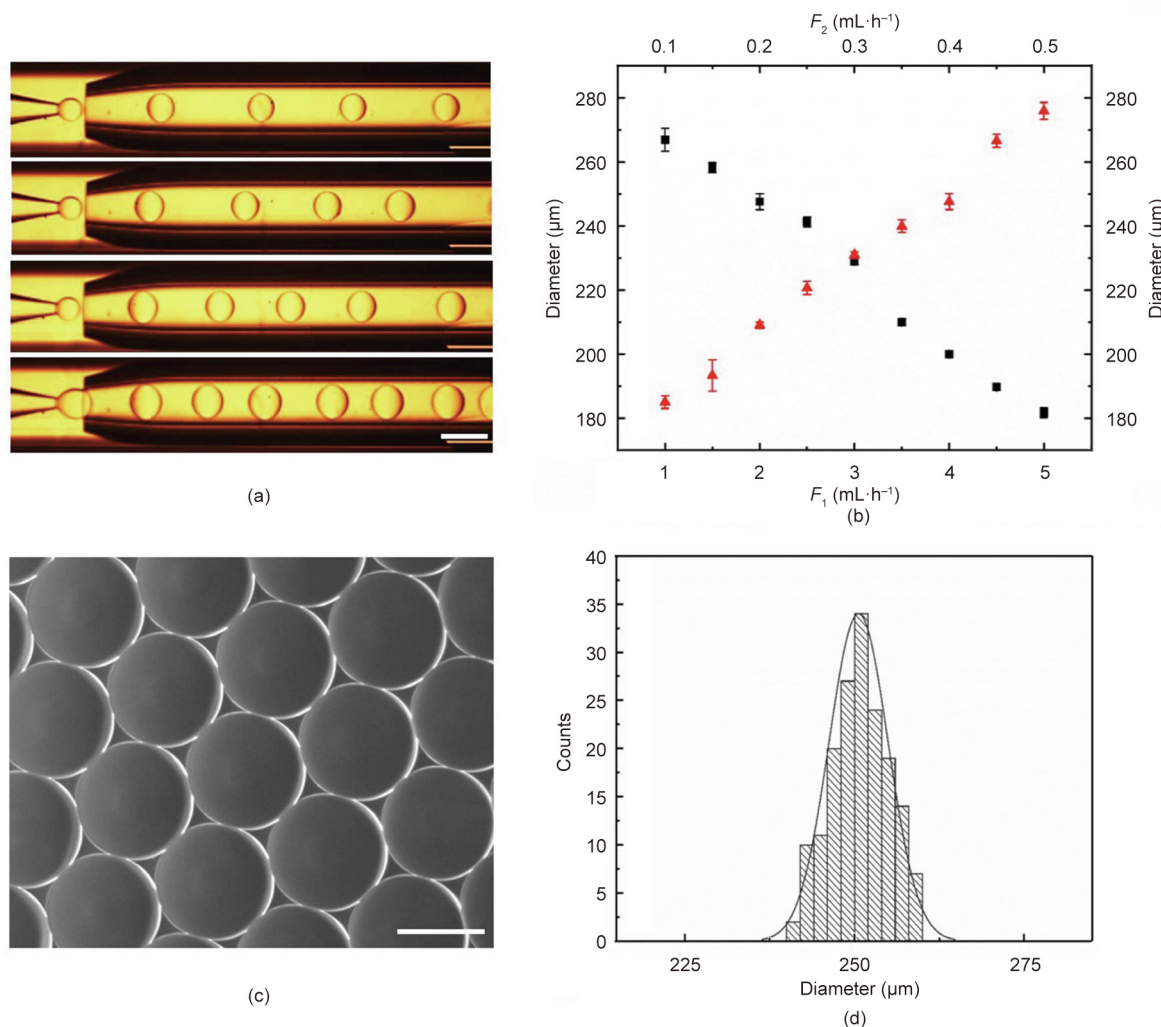 F₂ (mL·h⁻¹)
0.1 0.2 0.3 0.4 0.5
Diameter (µm)
280 280
260 260
240 240
220 220
200 200
180 180
Diameter (µm)
1 2 3 4 5
F₁ (mL·h⁻¹)
(a)
(b)
40
35
30
25
20
15
10
5
0
Counts
225 250 275
Diameter (µm)
(c)
(d)